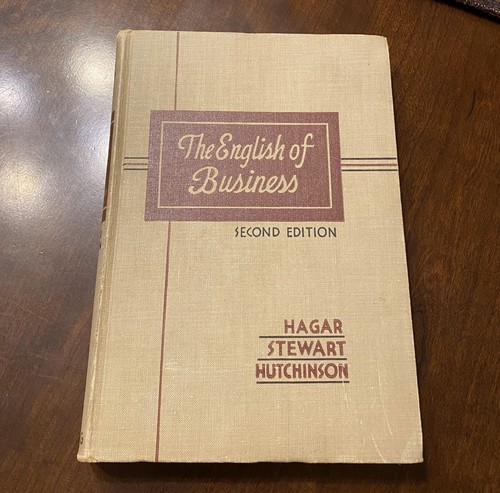 The English of
Business
SECOND EDITION
HAGAR
STEWART
HUTCHINSON